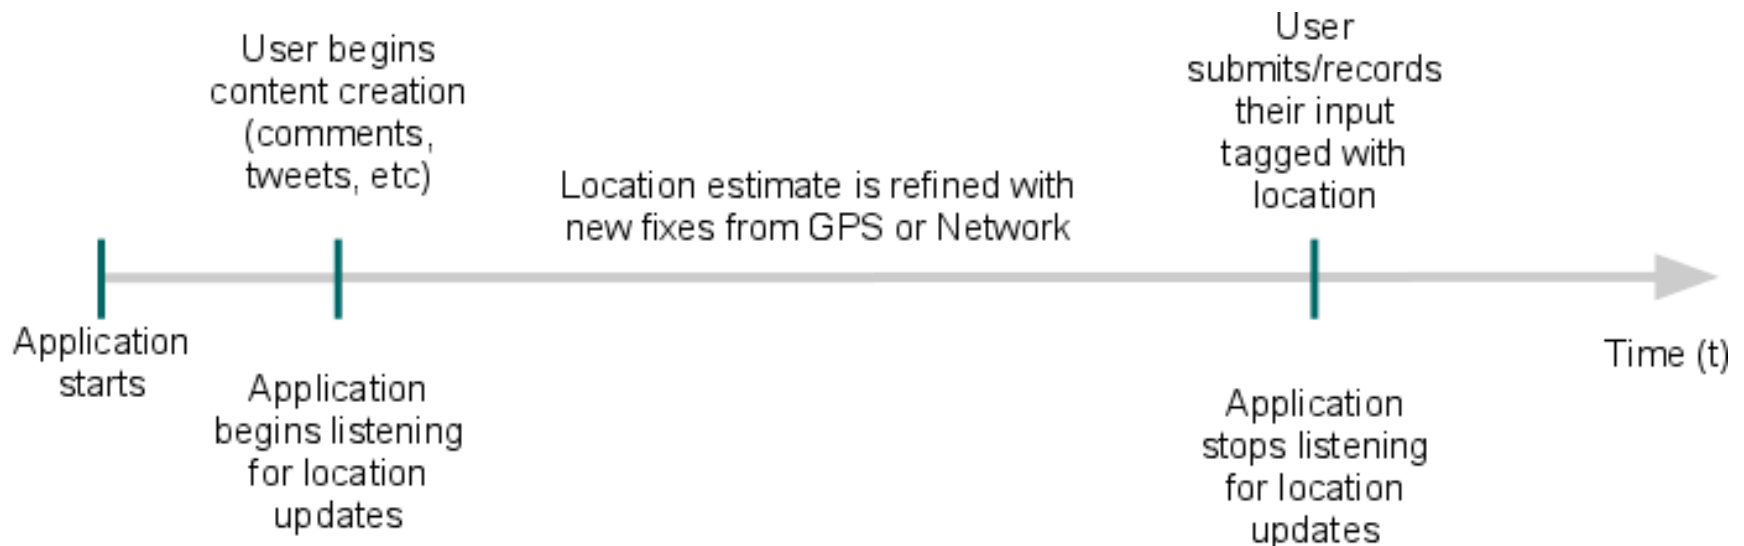 User begins
content creation
(comments,
tweets, etc)
User
submits/records
their input
tagged with
location
Location estimate is refined with
new fixes from GPS or Network
Application
starts
Application
begins listening
for location
updates
Application
stops listening
for location
updates
Time (t)